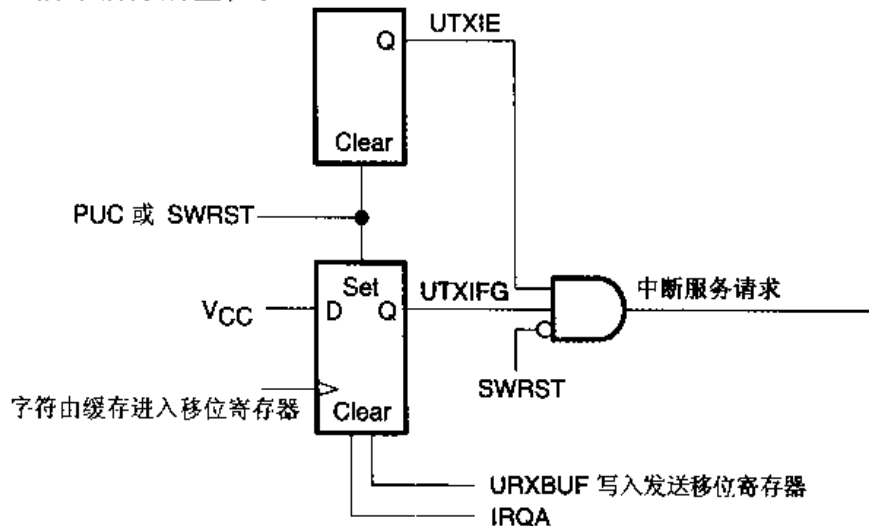 Q
UTXIE
Clear
PUC 或 SWRST
Set
UTXIFG
中断服务请求
VCC
D
Q
SWRST
字符由缓存进入移位寄存器
Clear
URXBUF 写入发送移位寄存器
IRQA